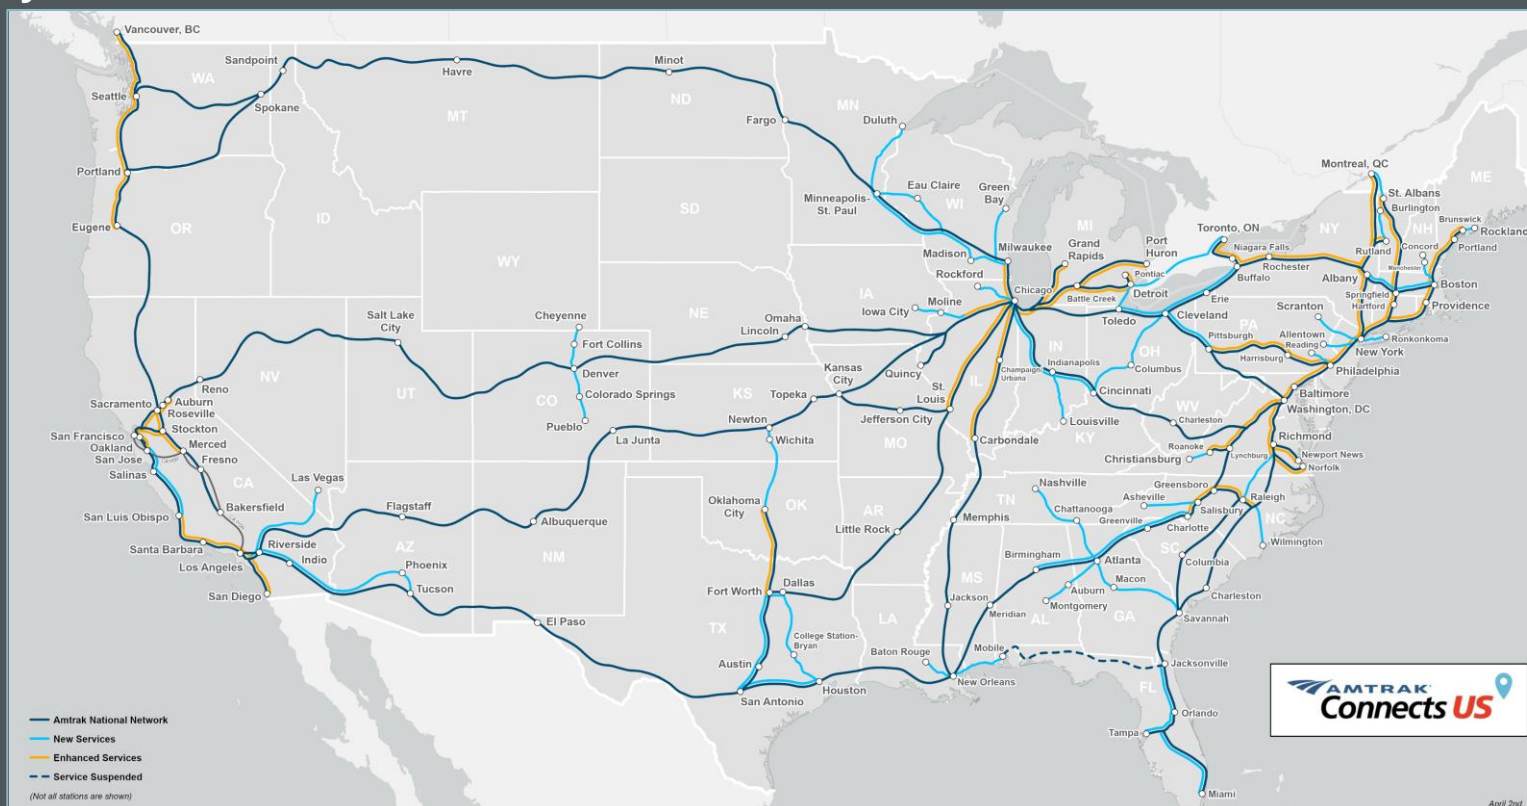 Vancouver, BC
Seattle
WA
Sandpoint
Spokane
Havre
MT
Minot
ND
Fargo
MN
Duluth
Portland
Eugene
OR
ID
WY
SD
Minneapolis-
St. Paul
Eau Claire
WI
Green
Bay
Madison
Milwaukee
Rockford
Chicago
MI
Grand
Rapids
Port
Huron
Pontiac
Battle Creek
Detroit
Toronto, ON
Niagara Falls
Buffalo
Rochester
NY
Montreal, QC
ME
St. Albans
Burlington
NH
Brunswick
Rockland
Rutland
Concord
Portland
Manchester
Albany
Springfield
Hartford
Boston
Providence
Erie
Scranton
Cleveland
Toledo
PA
Pittsburgh
Allentown
Reading
Ronkonkoma
New York
Harrisburg
Philadelphia
Baltimore
Washington, DC
IA
Iowa City
Moline
NE
Omaha
Lincoln
Salt Lake
City
Cheyenne
Fort Collins
Denver
Colorado Springs
Pueblo
CO
NV
UT
Reno
Auburn
Sacramento
Roseville
Stockton
San Francisco
Oakland
Merced
San Jose
Fresno
Salinas
CA
Bakersfield
Las Vegas
San Luis Obispo
Santa Barbara
Los Angeles
Riverside
Indio
San Diego
Flagstaff
AZ
Phoenix
Tucson
Albuquerque
NM
El Paso
La Junta
KS
Newton
Wichita
Topeka
Kansas
City
Quincy
St.
Louis
Jefferson City
MO
IL
Champaign
Urbana
Carbondale
IN
Indianapolis
OH
Columbus
Cincinnati
Louisville
KY
WV
Charleston
Roanoke
Christiansburg
Lynchburg
Richmond
Newport News
Norfolk
Oklahoma
City
OK
AR
Little Rock
Memphis
TN
Nashville
Chattanooga
Asheville
Greensboro
Greenville
Salisbury
Charlotte
Raleigh
NC
Wilmington
SC
Columbia
Charleston
Savannah
Birmingham
Atlanta
Macon
Auburn
Montgomery
AL
GA
MS
Jackson
Meridian
Fort Worth
Dallas
TX
College Station-
Bryan
Austin
San Antonio
Houston
LA
Baton Rouge
Mobile
New Orleans
Jacksonville
FL
Orlando
Tampa
Miami
Amtrak National Network
New Services
Enhanced Services
Service Suspended
(Not all stations are shown)
AMTRAK
Connects US
April 2nd